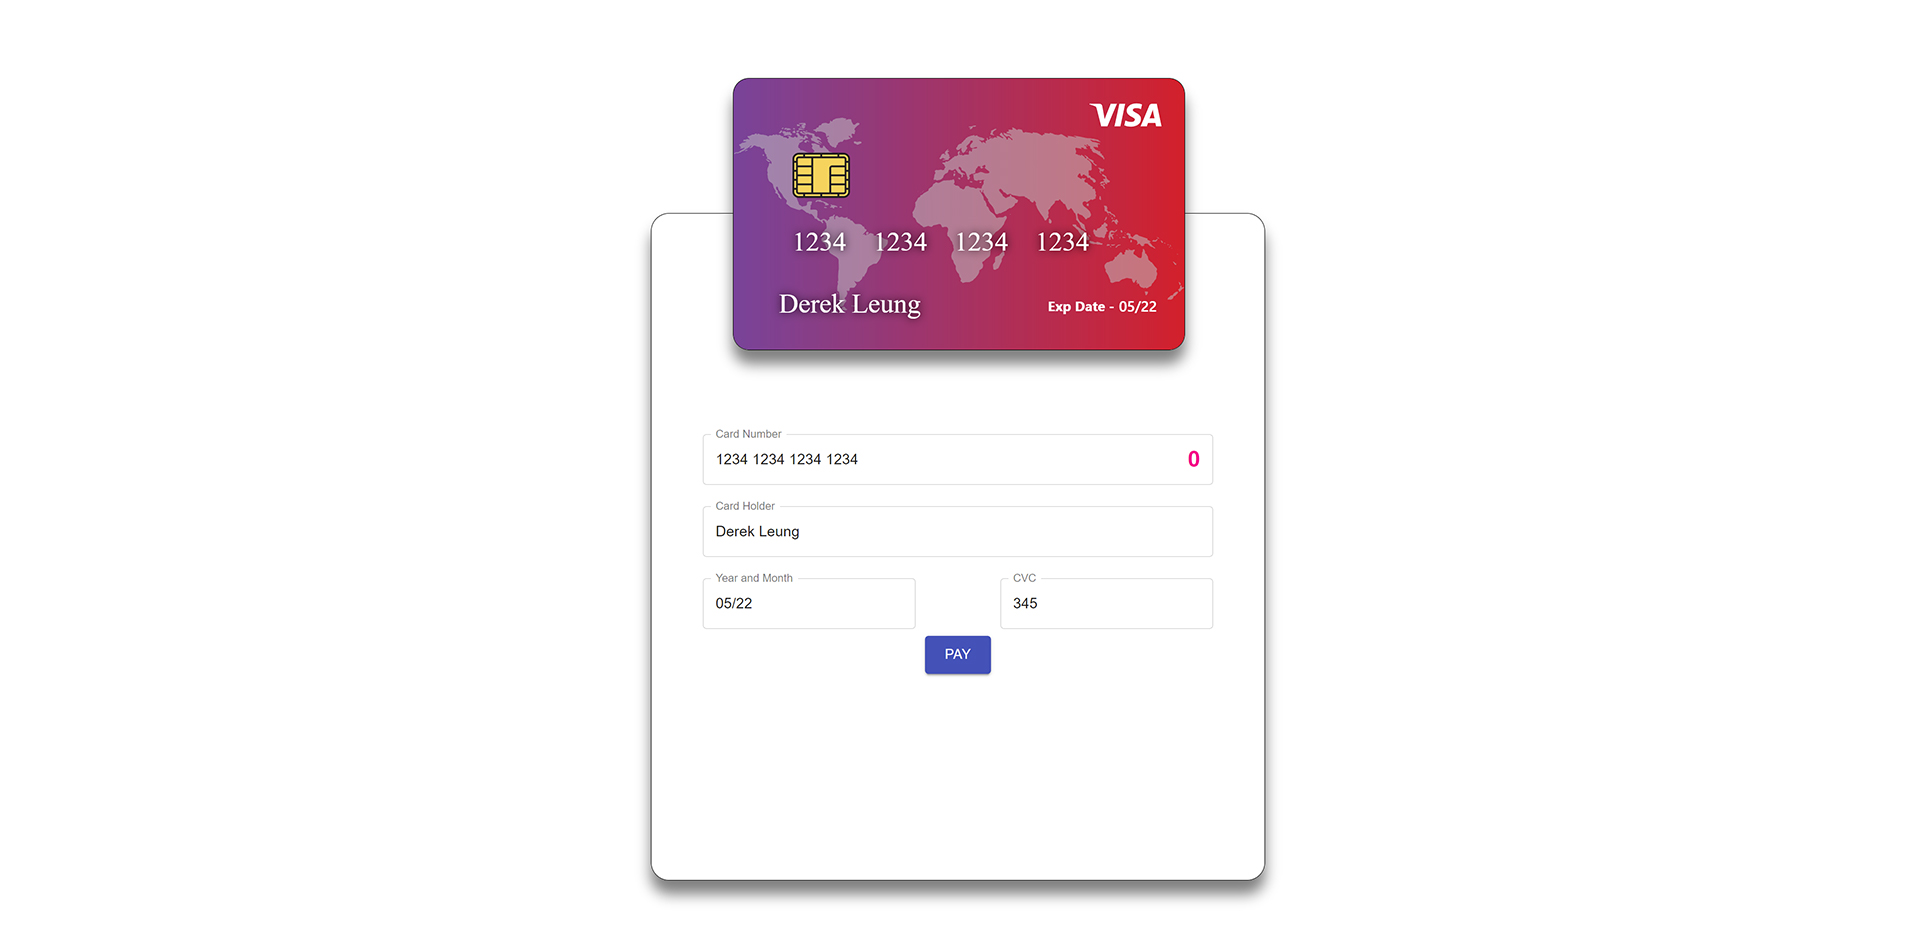 VISA
1234 1234 1234 1234
Derek Leung
Exp Date - 05/22
Card Number
1234 1234 1234 1234
0
Card Holder
Derek Leung
Year and Month
05/22
CVC
345
PAY